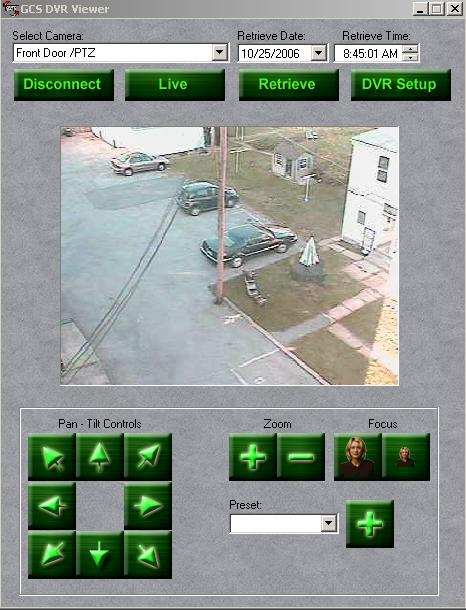 GCS DVR Viewer
Select Camera: Retrieve Date: Retrieve Time:
Front Door /PTZ 10/25/2006 8:45:01 AM
Disconnect Live Retrieve DVR Setup
Pan - Tilt Controls Zoom Focus
Preset: